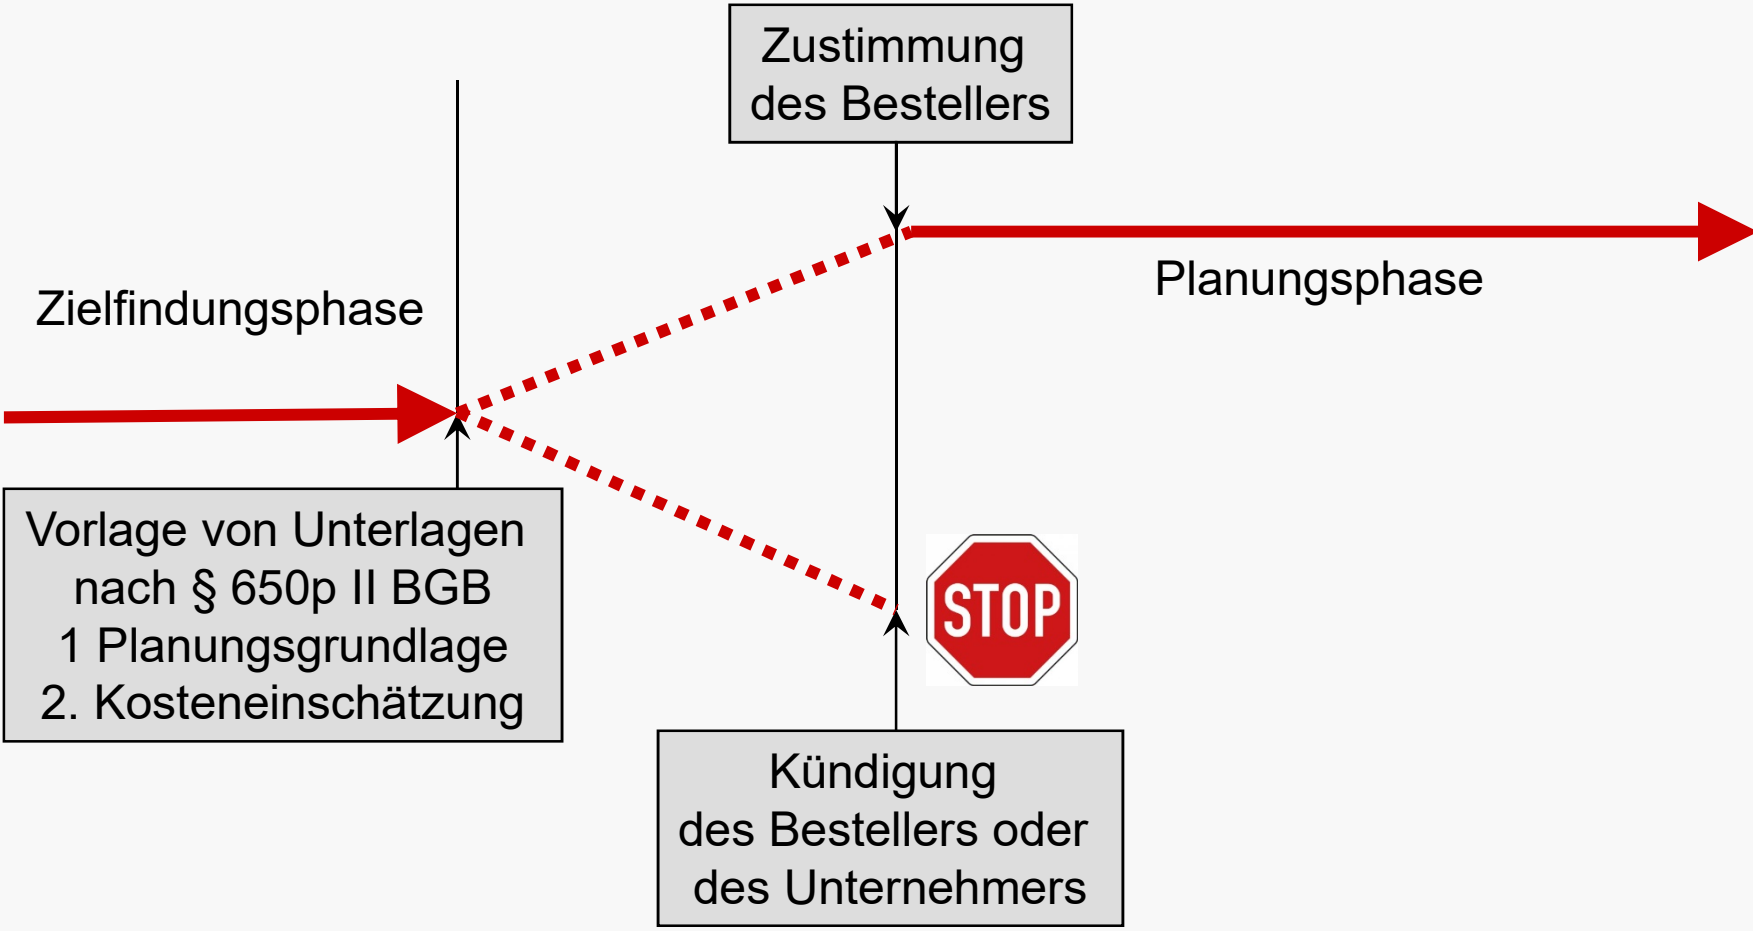 Zustimmung
des Bestellers
Zielfindungsphase
Planungsphase
Vorlage von Unterlagen
nach § 650p II BGB
1 Planungsgrundlage
2. Kosteneinschätzung
STOP
Kündigung
des Bestellers oder
des Unternehmers